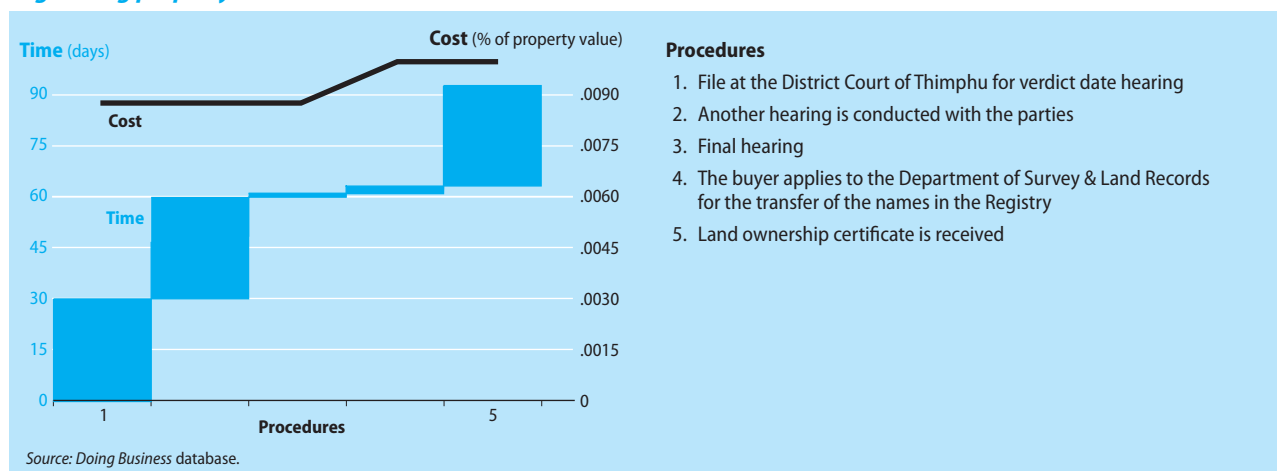 Time (days)
Cost (% of property value)
90
75
60
45
30
15
0
Cost
Time
.0090
.0075
.0060
.0045
.0030
.0015
0
1
5
Procedures
Source: Doing Business database.
Procedures
1. File at the District Court of Thimphu for verdict date hearing
2. Another hearing is conducted with the parties
3. Final hearing
4. The buyer applies to the Department of Survey & Land Records
for the transfer of the names in the Registry
5. Land ownership certificate is received